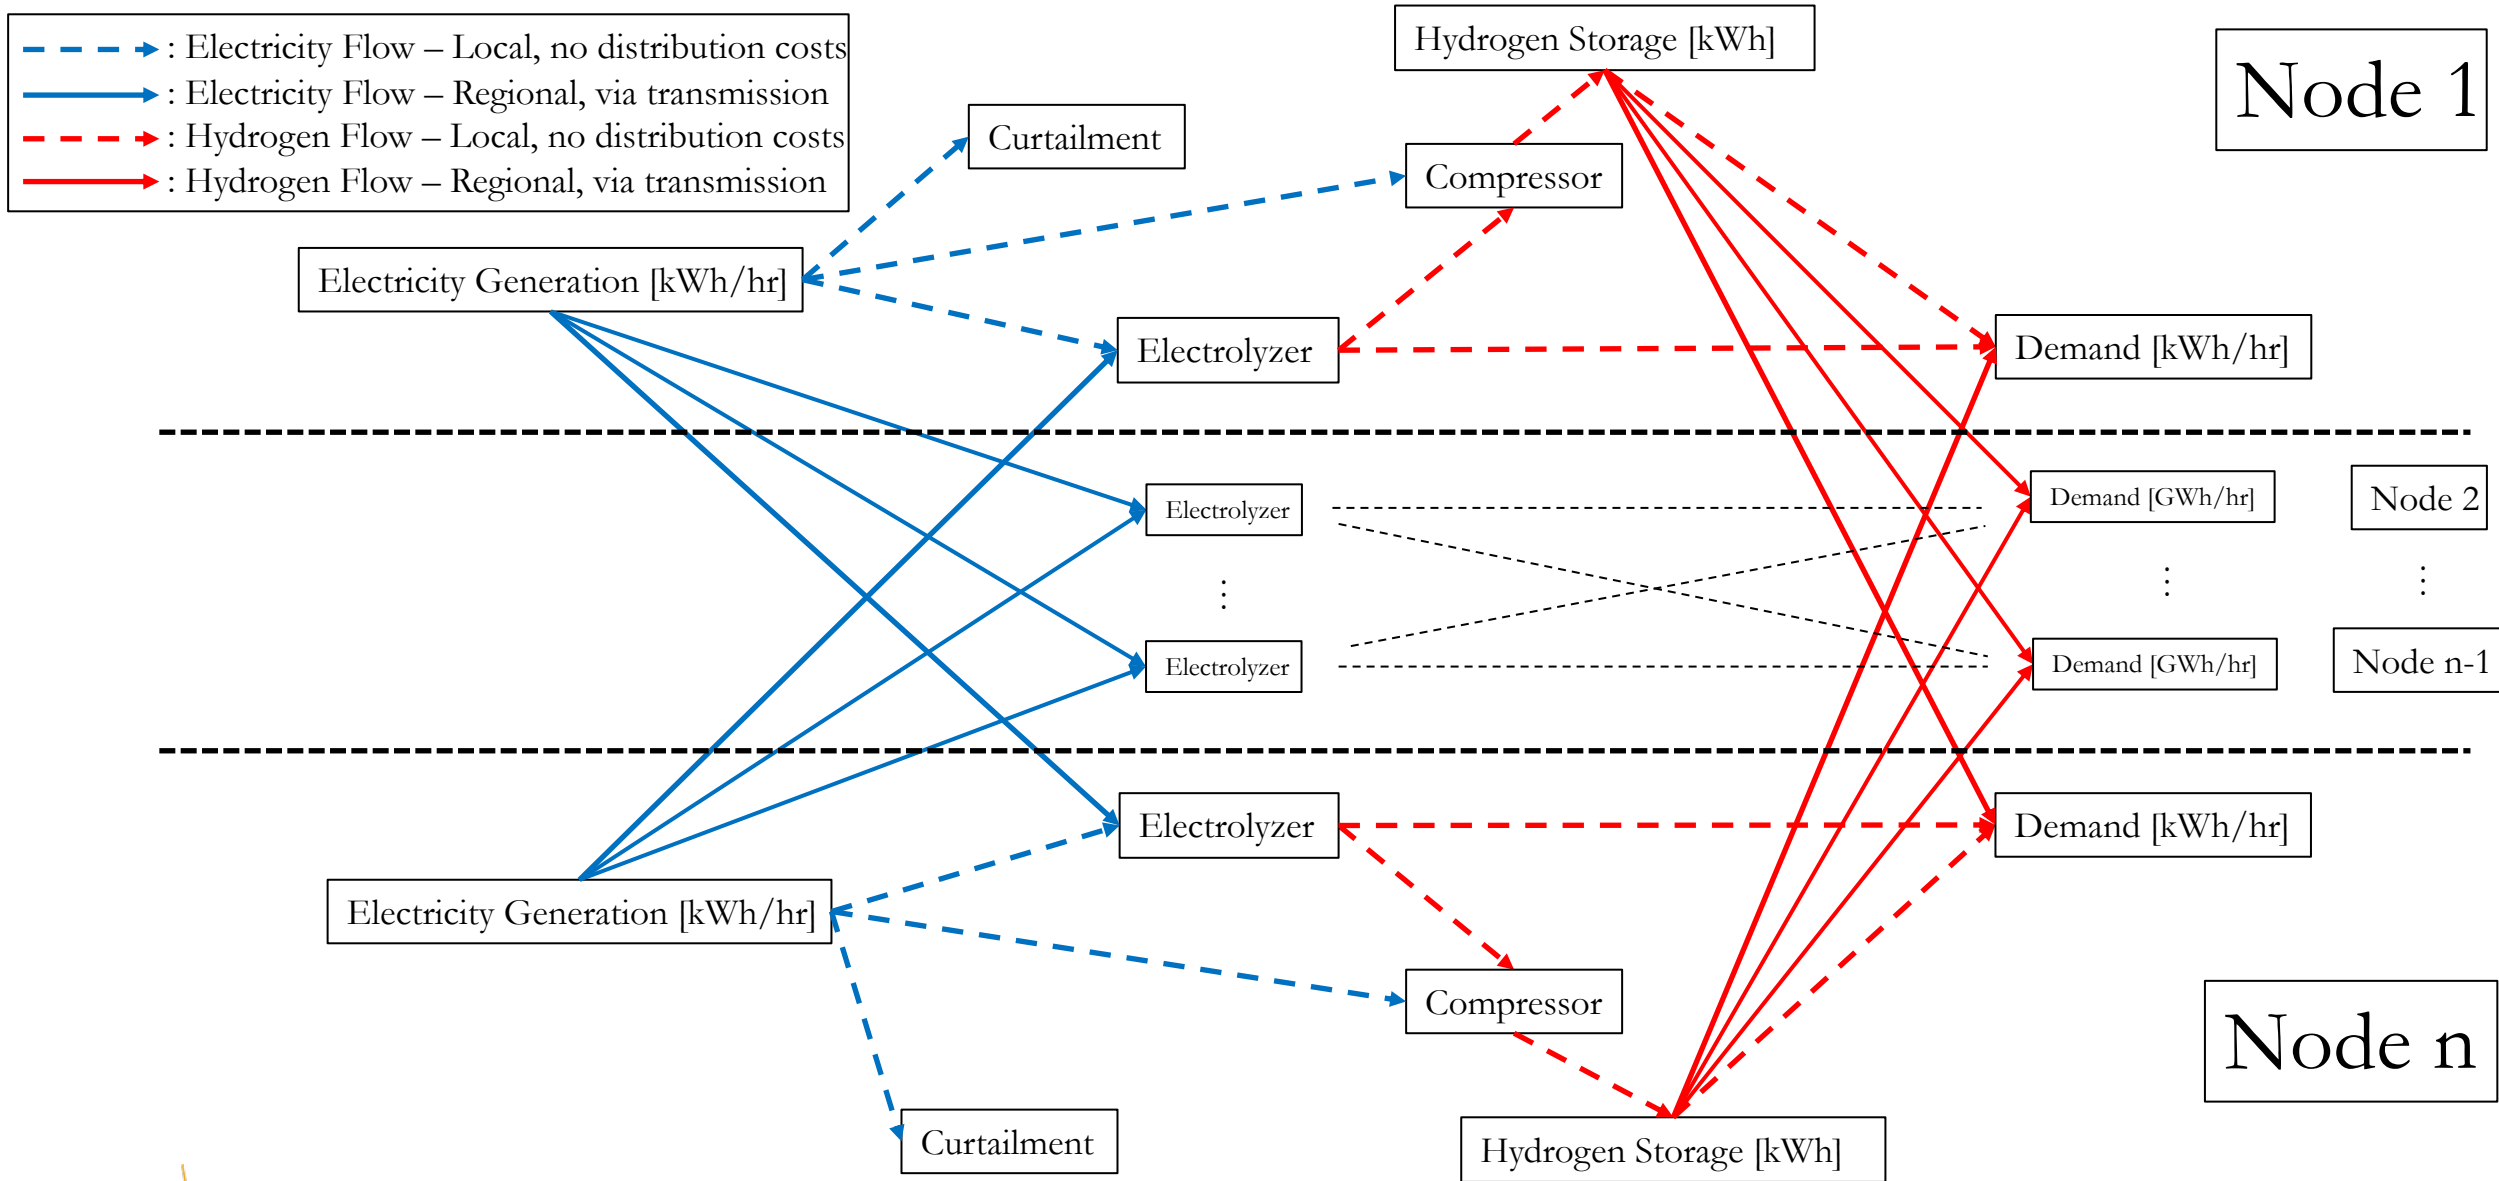 : Electricity Flow – Local, no distribution costs
: Electricity Flow – Regional, via transmission
: Hydrogen Flow – Local, no distribution costs
: Hydrogen Flow – Regional, via transmission
Hydrogen Storage [kWh]
Node 1
Curtailment
Compressor
Electricity Generation [kWh/hr]
Electrolyzer
Demand [kWh/hr]
Electrolyzer
Demand [GWh/hr]
Node 2
⋮
⋮
⋮
Electrolyzer
Demand [GWh/hr]
Node n-1
Electrolyzer
Demand [kWh/hr]
Electricity Generation [kWh/hr]
Compressor
Node n
Curtailment
Hydrogen Storage [kWh]